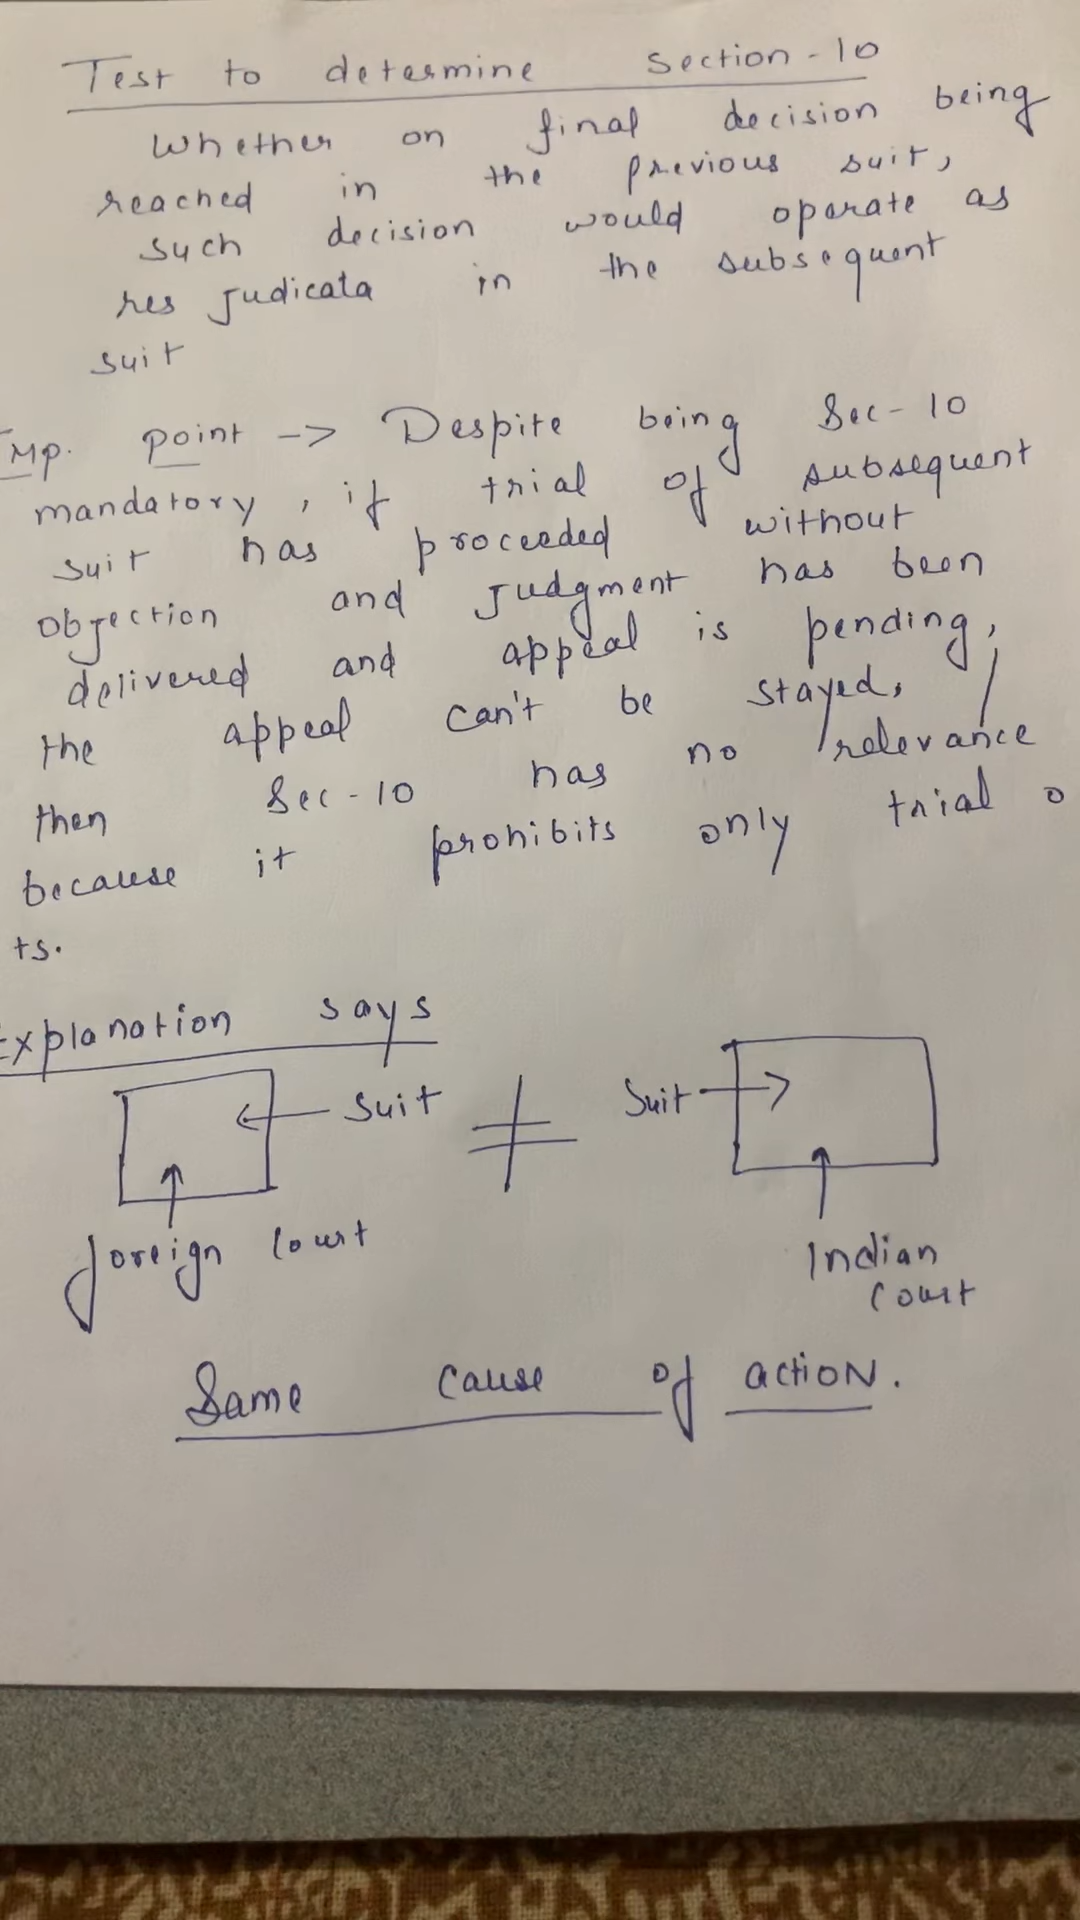 Test to determine Section-10
Whether on final decision being
reached in the previous suit,
such decision would operate as
res judicata in the subsequent
suit
Imp. point -> Despite being Sec-10
mandatory, if trial of subsequent
suit has proceeded without
objection and judgment has been
delivered and appeal is pending,
the appeal can't be stayed,
then Sec-10 has no relevance
because it prohibits only trial o
ts.
Explanation says
Suit ≠ Suit
foreign Court Indian
Court
Same cause of action.